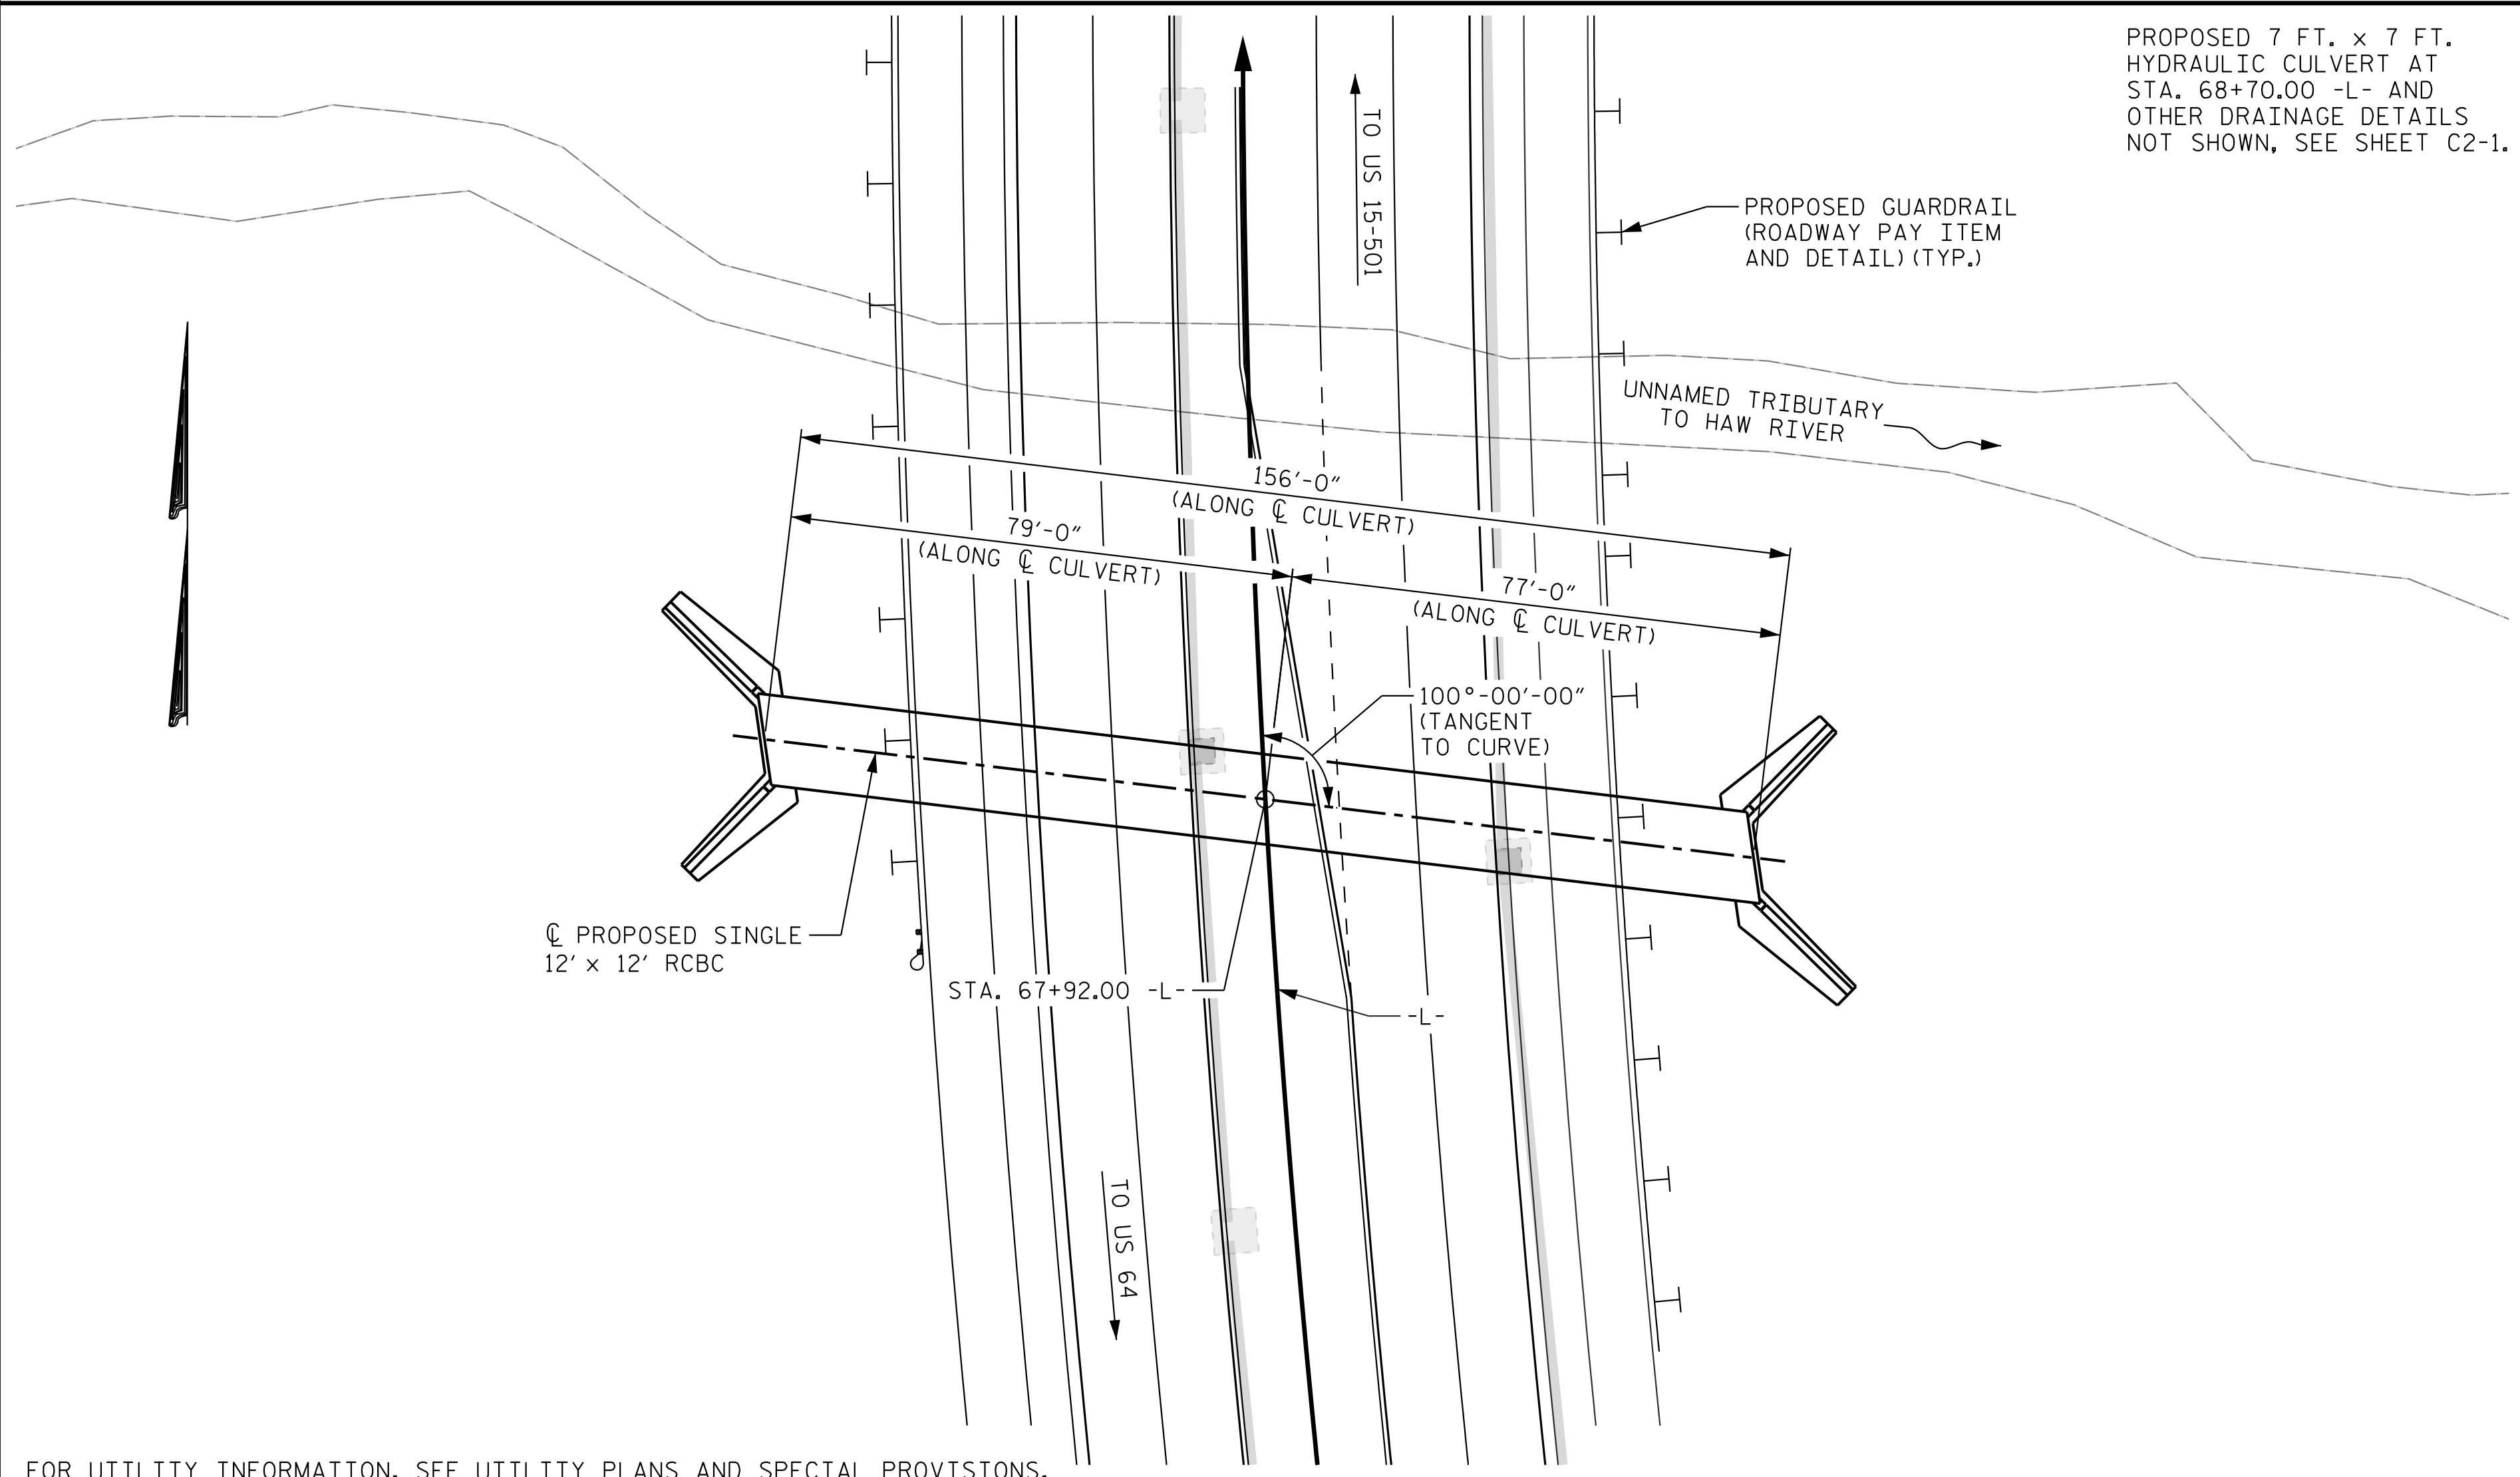 PROPOSED 7 FT. x 7 FT.
HYDRAULIC CULVERT AT
STA. 68+70.00 -L- AND
OTHER DRAINAGE DETAILS
NOT SHOWN, SEE SHEET C2-1.
TO US 15-501
PROPOSED GUARDRAIL
(ROADWAY PAY ITEM
AND DETAIL)(TYP.)
UNNAMED TRIBUTARY
TO HAW RIVER
156'-0"
(ALONG ℄ CULVERT)
79'-0"
(ALONG ℄ CULVERT)
77'-0"
(ALONG ℄ CULVERT)
100°-00'-00"
(TANGENT
TO CURVE)
℄ PROPOSED SINGLE
12' x 12' RCBC
STA. 67+92.00 -L-
-L-
TO US 64
FOR UTILITY INFORMATION, SEE UTILITY PLANS AND SPECIAL PROVISIONS.